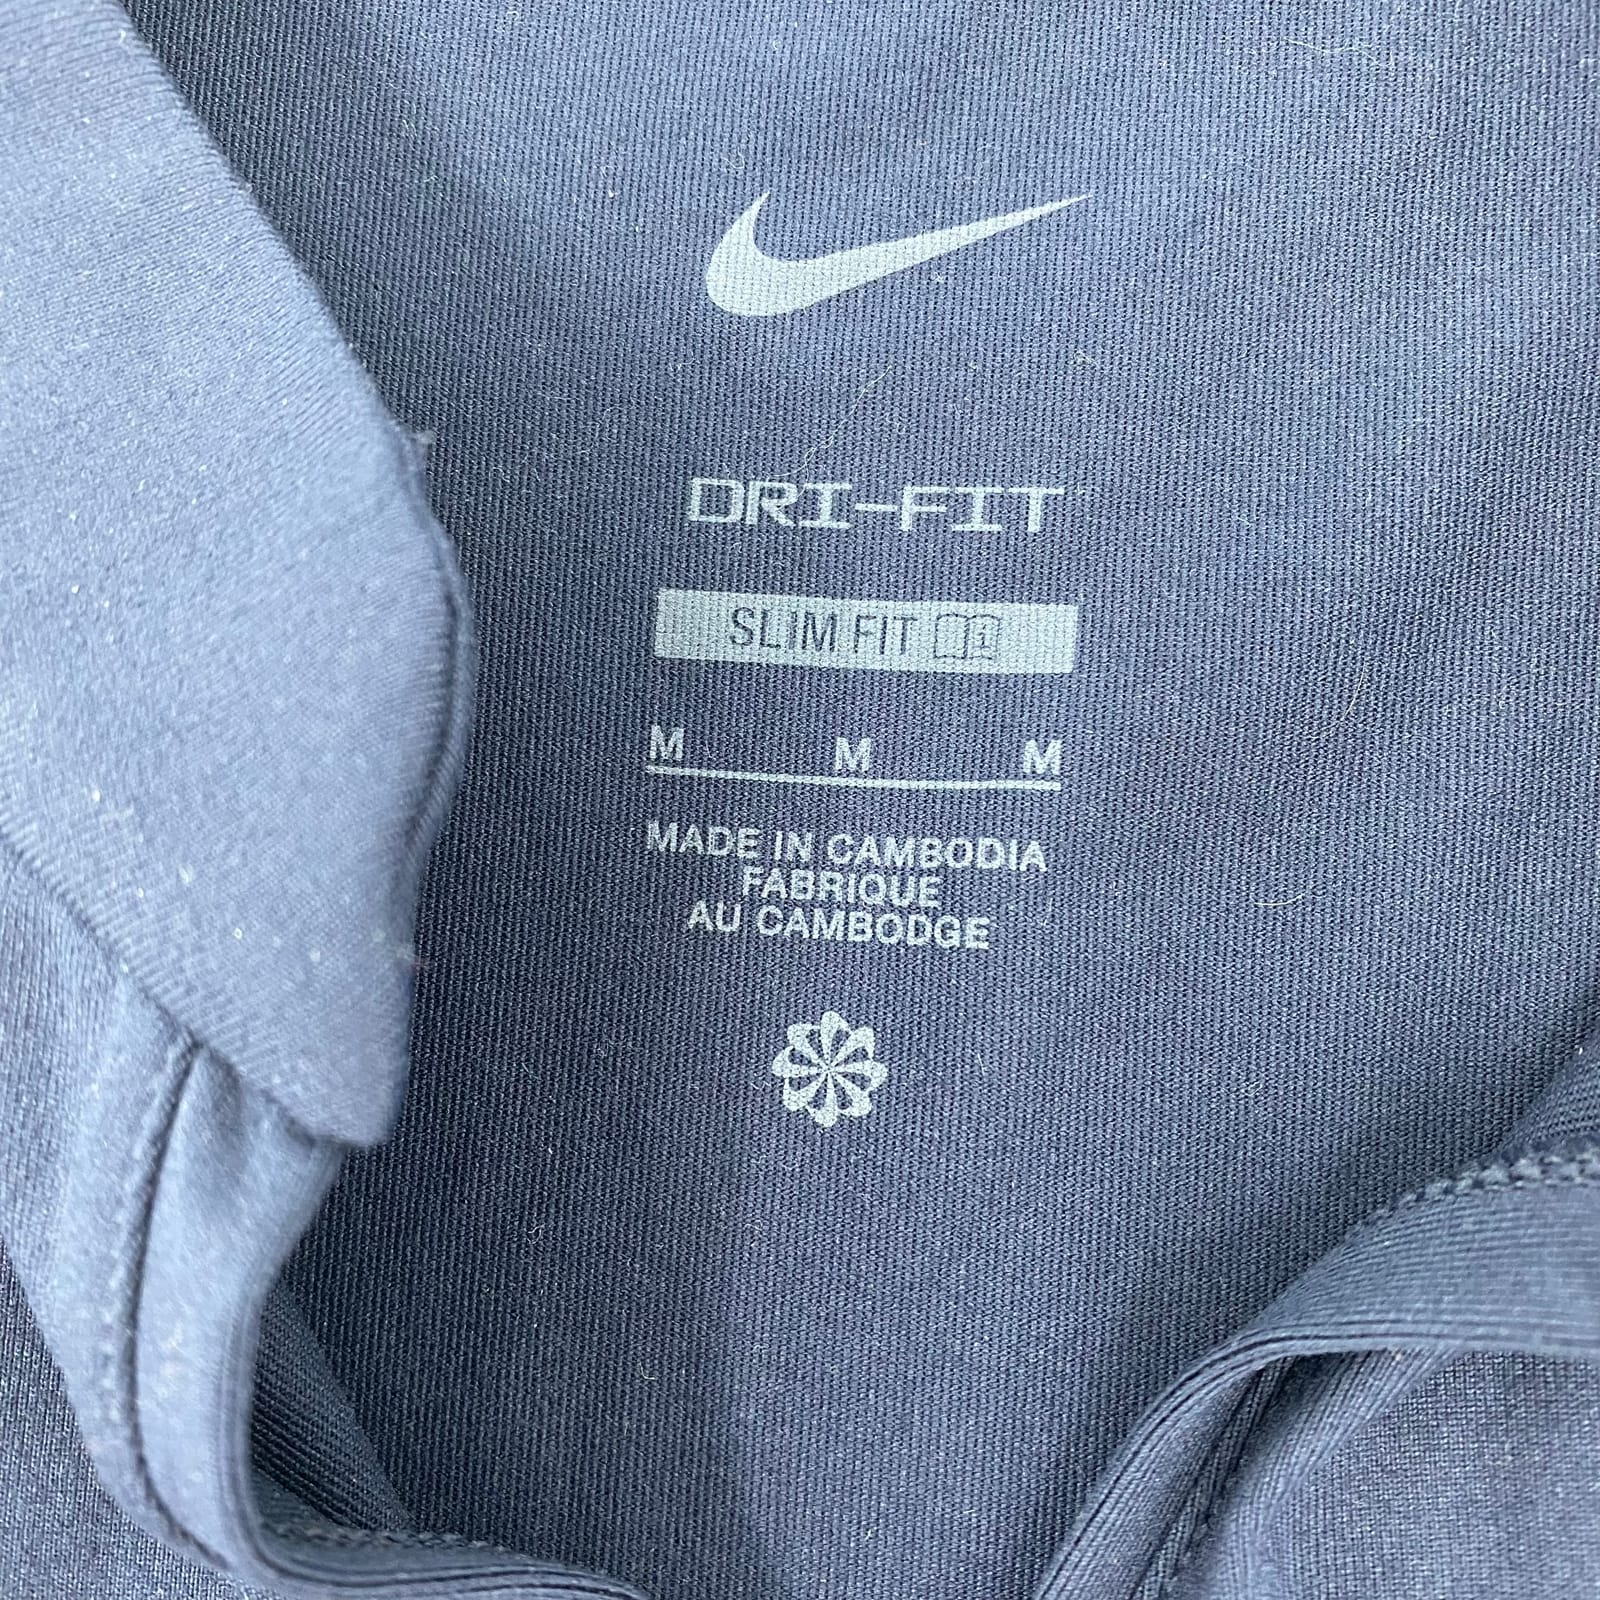 DRI-FIT
SLIM FIT
M M M
MADE IN CAMBODIA
FABRIQUE
AU CAMBODGE